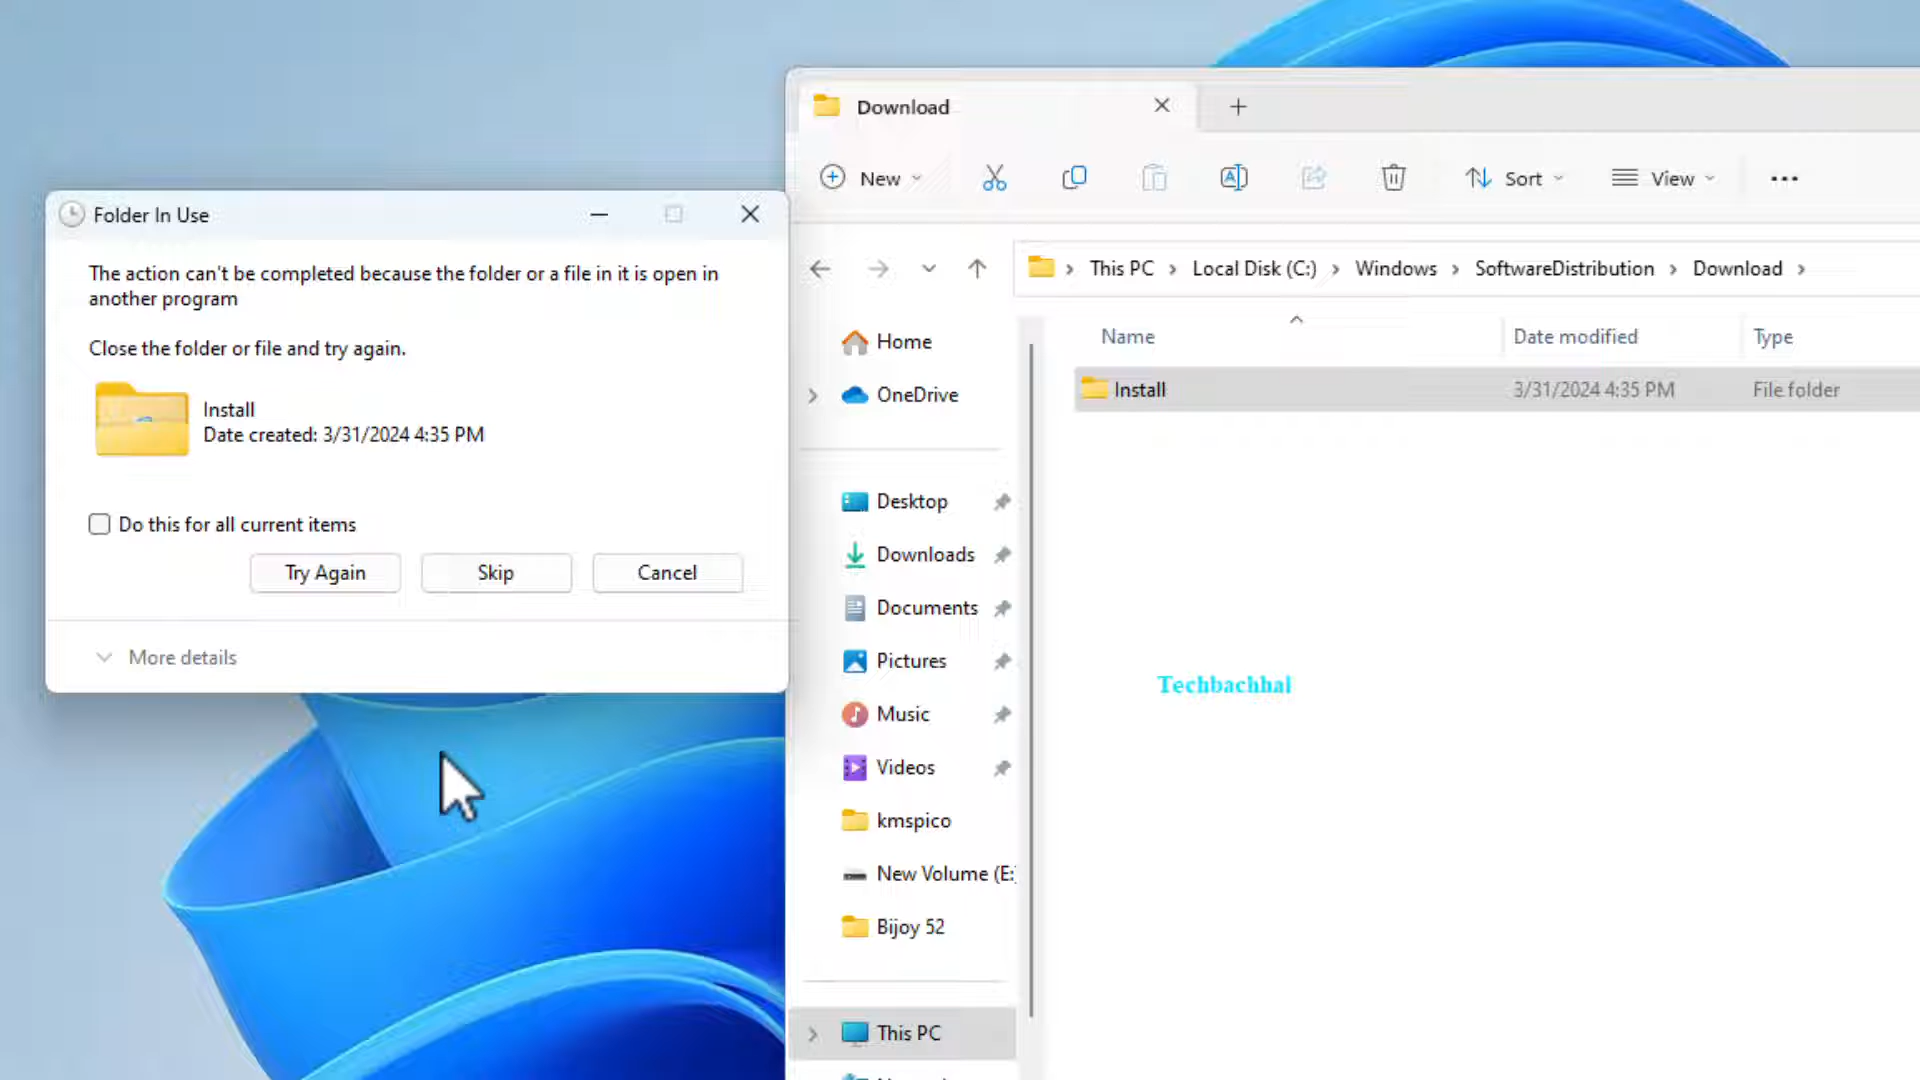 Download
New
Sort
View
Folder In Use
The action can't be completed because the folder or a file in it is open in
another program
Close the folder or file and try again.
Install
Date created: 3/31/2024 4:35 PM
Do this for all current items
Try Again
Skip
Cancel
More details
This PC
Local Disk (C:)
Windows
SoftwareDistribution
Download
Home
OneDrive
Desktop
Downloads
Documents
Pictures
Music
Videos
kmspico
New Volume (E:
Bijoy 52
This PC
Name
Date modified
Type
Install
3/31/2024 4:35 PM
File folder
Techbachhal